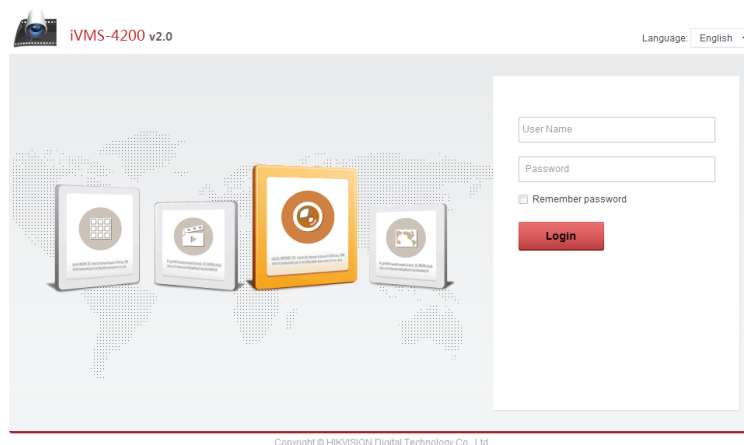 iVMS-4200 v2.0
Language: English
User Name
Password
Remember password
Login
Copyright © HIKVISION Digital Technology Co., Ltd